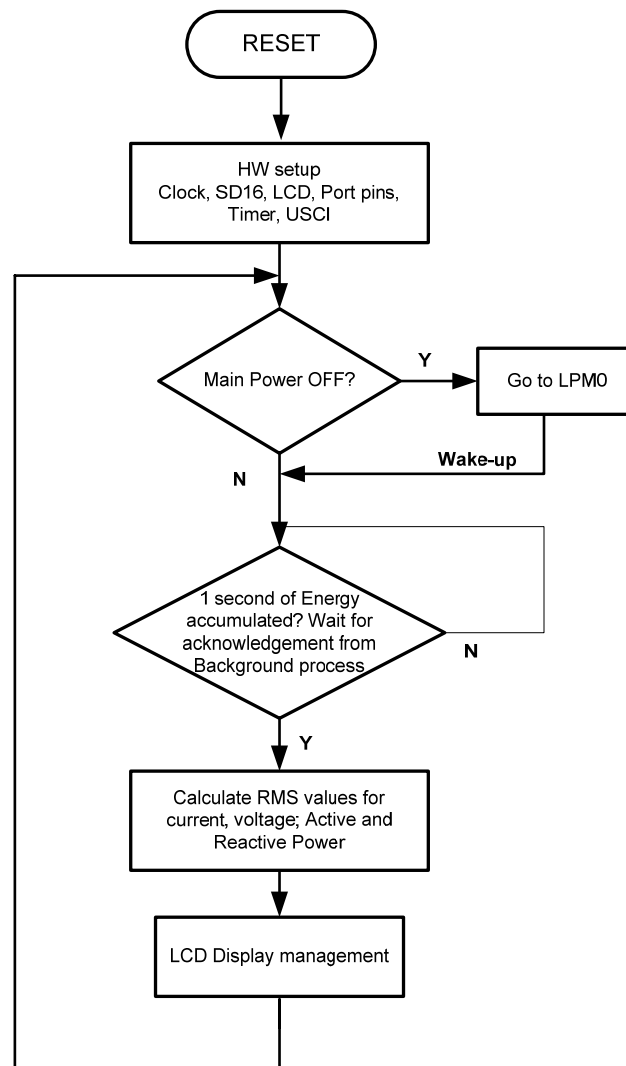 RESET
HW setup
Clock, SD16, LCD, Port pins,
Timer, USCI
Main Power OFF?
Y
Go to LPM0
Wake-up
N
1 second of Energy
accumulated? Wait for
acknowledgement from
Background process
N
Y
Calculate RMS values for
current, voltage; Active and
Reactive Power
LCD Display management